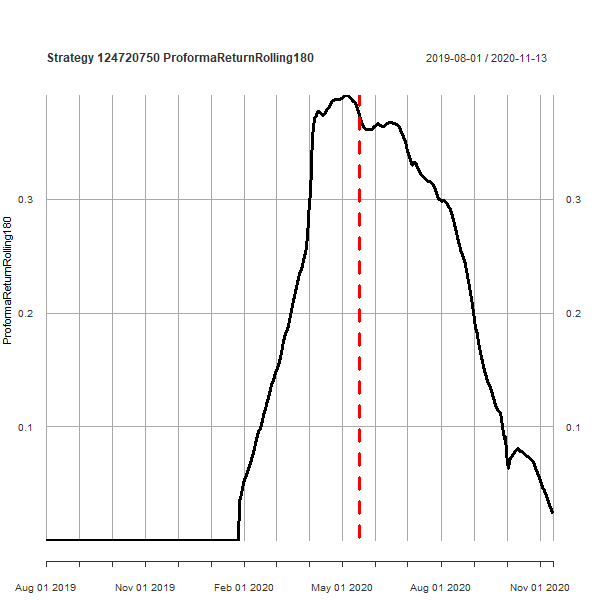 Strategy 124720750 ProformaReturnRolling180
2019-08-01 / 2020-11-13
ProformaReturnRolling180
0.3
0.3
0.2
0.2
0.1
0.1
Aug 01 2019
Nov 01 2019
Feb 01 2020
May 01 2020
Aug 01 2020
Nov 01 2020